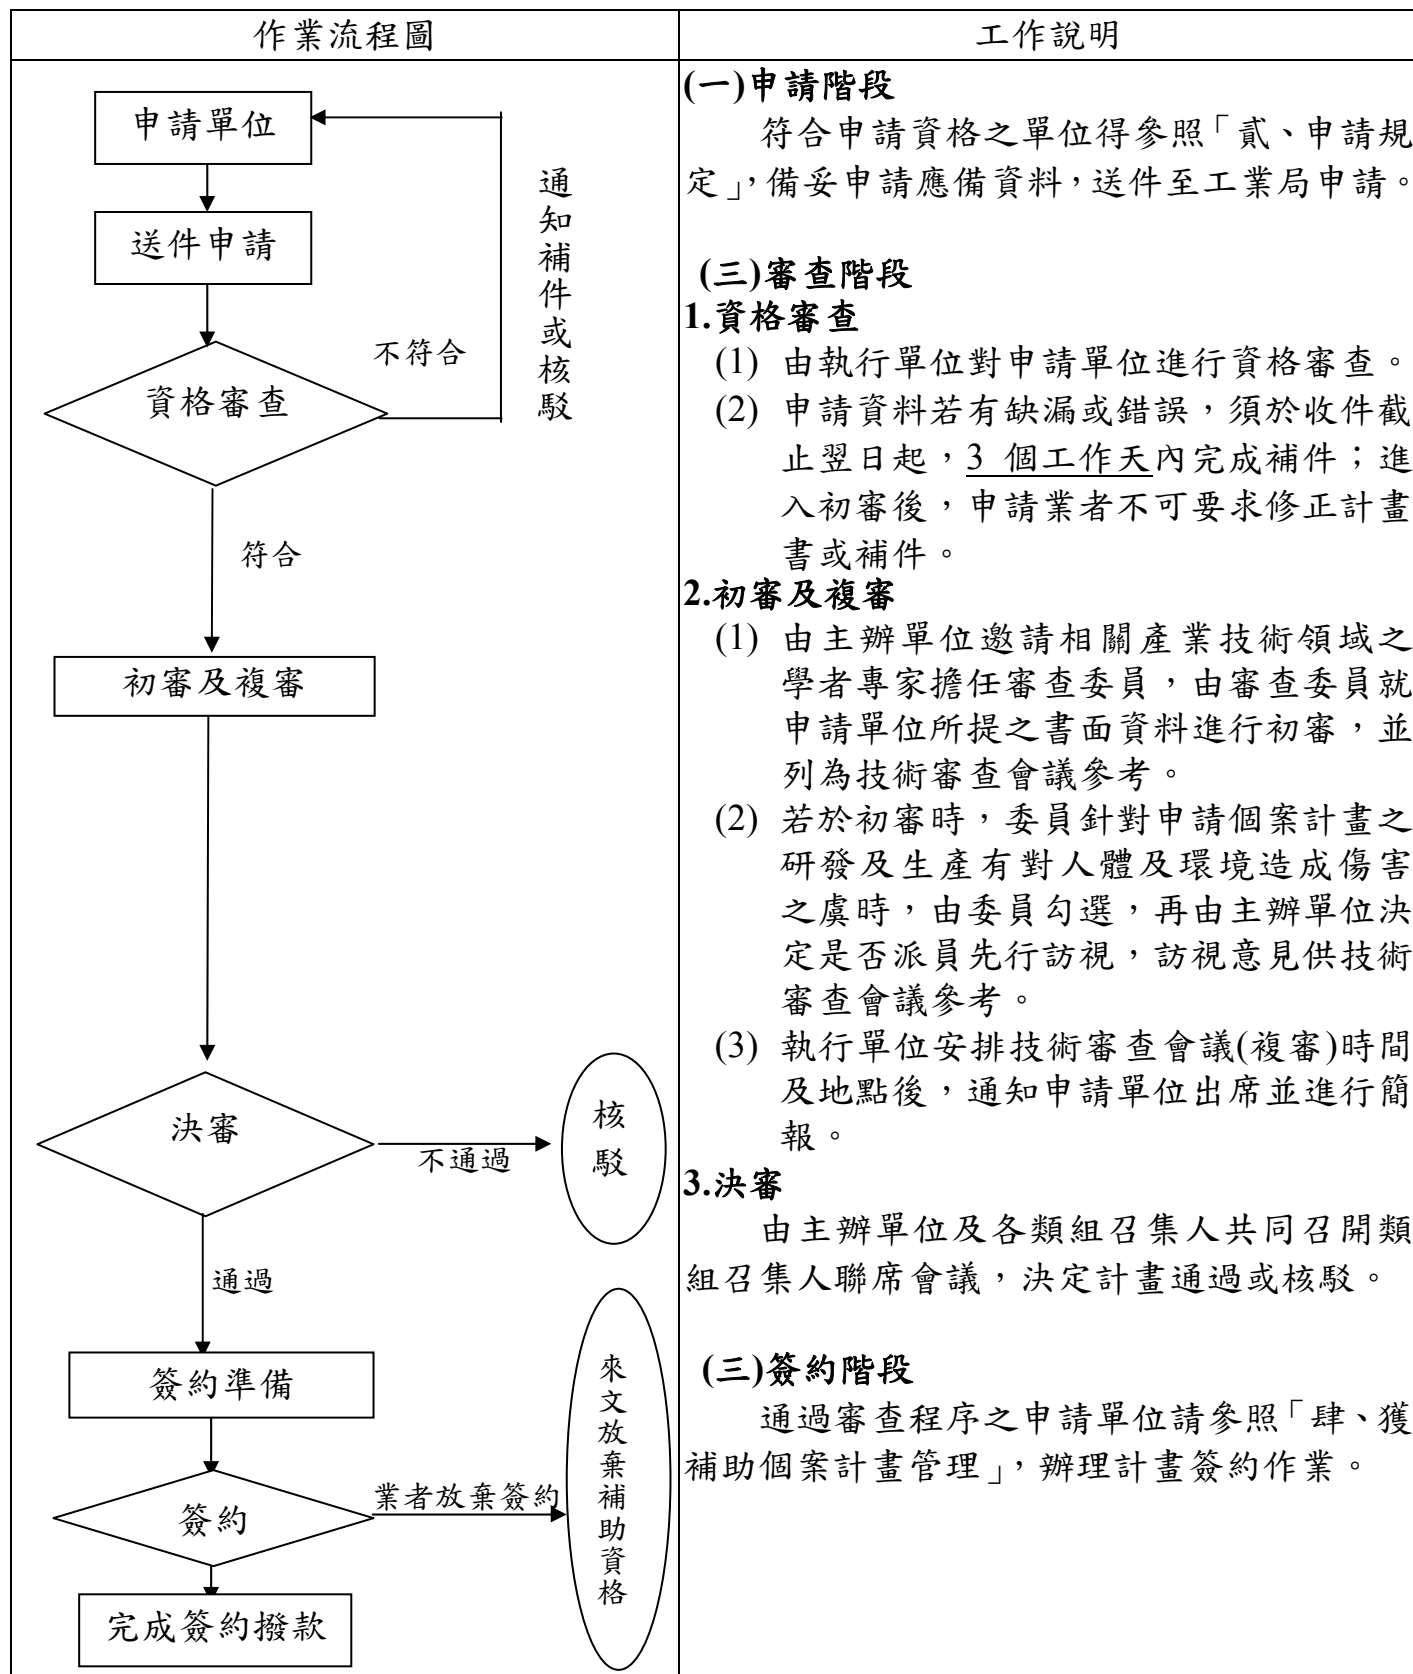 作業流程圖
工作說明
申請單位
送件申請
通知補件或核駁
不符合
資格審查
符合
初審及複審
決審
不通過
核駁
通過
簽約準備
簽約
業者放棄簽約
來文放棄補助資格
完成簽約撥款
(一)申請階段
符合申請資格之單位得參照「貳、申請規
定」，備妥申請應備資料，送件至工業局申請。
(三)審查階段
1.資格審查
(1) 由執行單位對申請單位進行資格審查。
(2) 申請資料若有缺漏或錯誤，須於收件截
止翌日起，3 個工作天內完成補件；進
入初審後，申請業者不可要求修正計畫
書或補件。
2.初審及複審
(1) 由主辦單位邀請相關產業技術領域之
學者專家擔任審查委員，由審查委員就
申請單位所提之書面資料進行初審，並
列為技術審查會議參考。
(2) 若於初審時，委員針對申請個案計畫之
研發及生產有對人體及環境造成傷害
之虞時，由委員勾選，再由主辦單位決
定是否派員先行訪視，訪視意見供技術
審查會議參考。
(3) 執行單位安排技術審查會議(複審)時間
及地點後，通知申請單位出席並進行簡
報。
3.決審
由主辦單位及各類組召集人共同召開類
組召集人聯席會議，決定計畫通過或核駁。
(三)簽約階段
通過審查程序之申請單位請參照「肆、獲
補助個案計畫管理」，辦理計畫簽約作業。